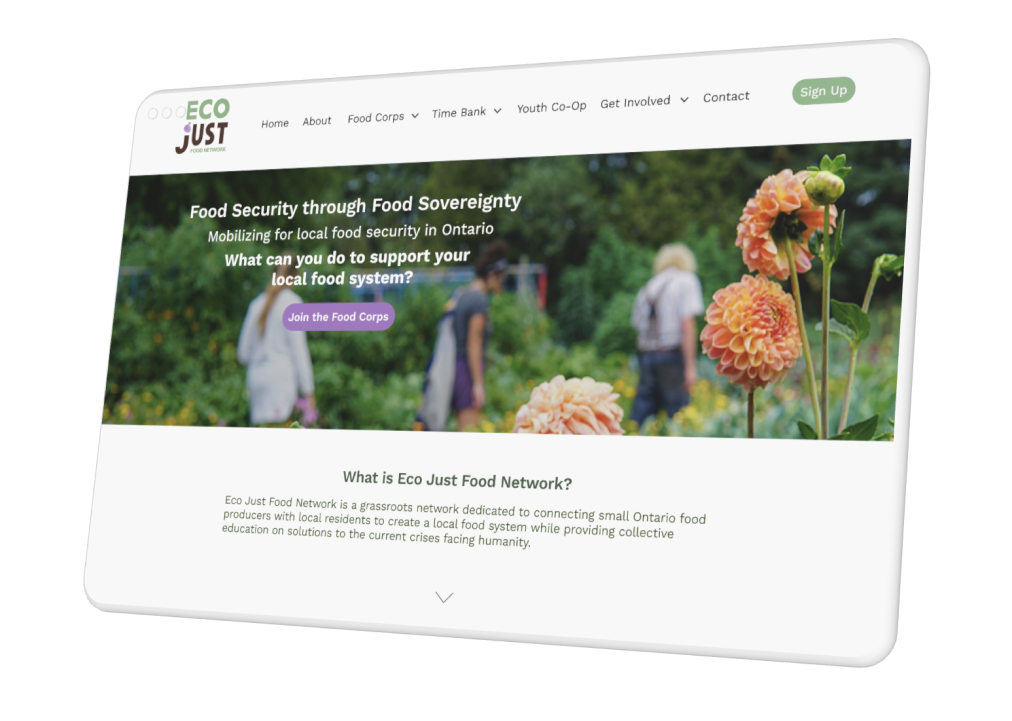 ECO
JUST
FOOD NETWORK
Home About Food Corps Time Bank Youth Co-Op Get Involved Contact Sign Up
Food Security through Food Sovereignty
Mobilizing for local food security in Ontario
What can you do to support your
local food system?
Join the Food Corps
What is Eco Just Food Network?
Eco Just Food Network is a grassroots network dedicated to connecting small Ontario food
producers with local residents to create a local food system while providing collective
education on solutions to the current crises facing humanity.